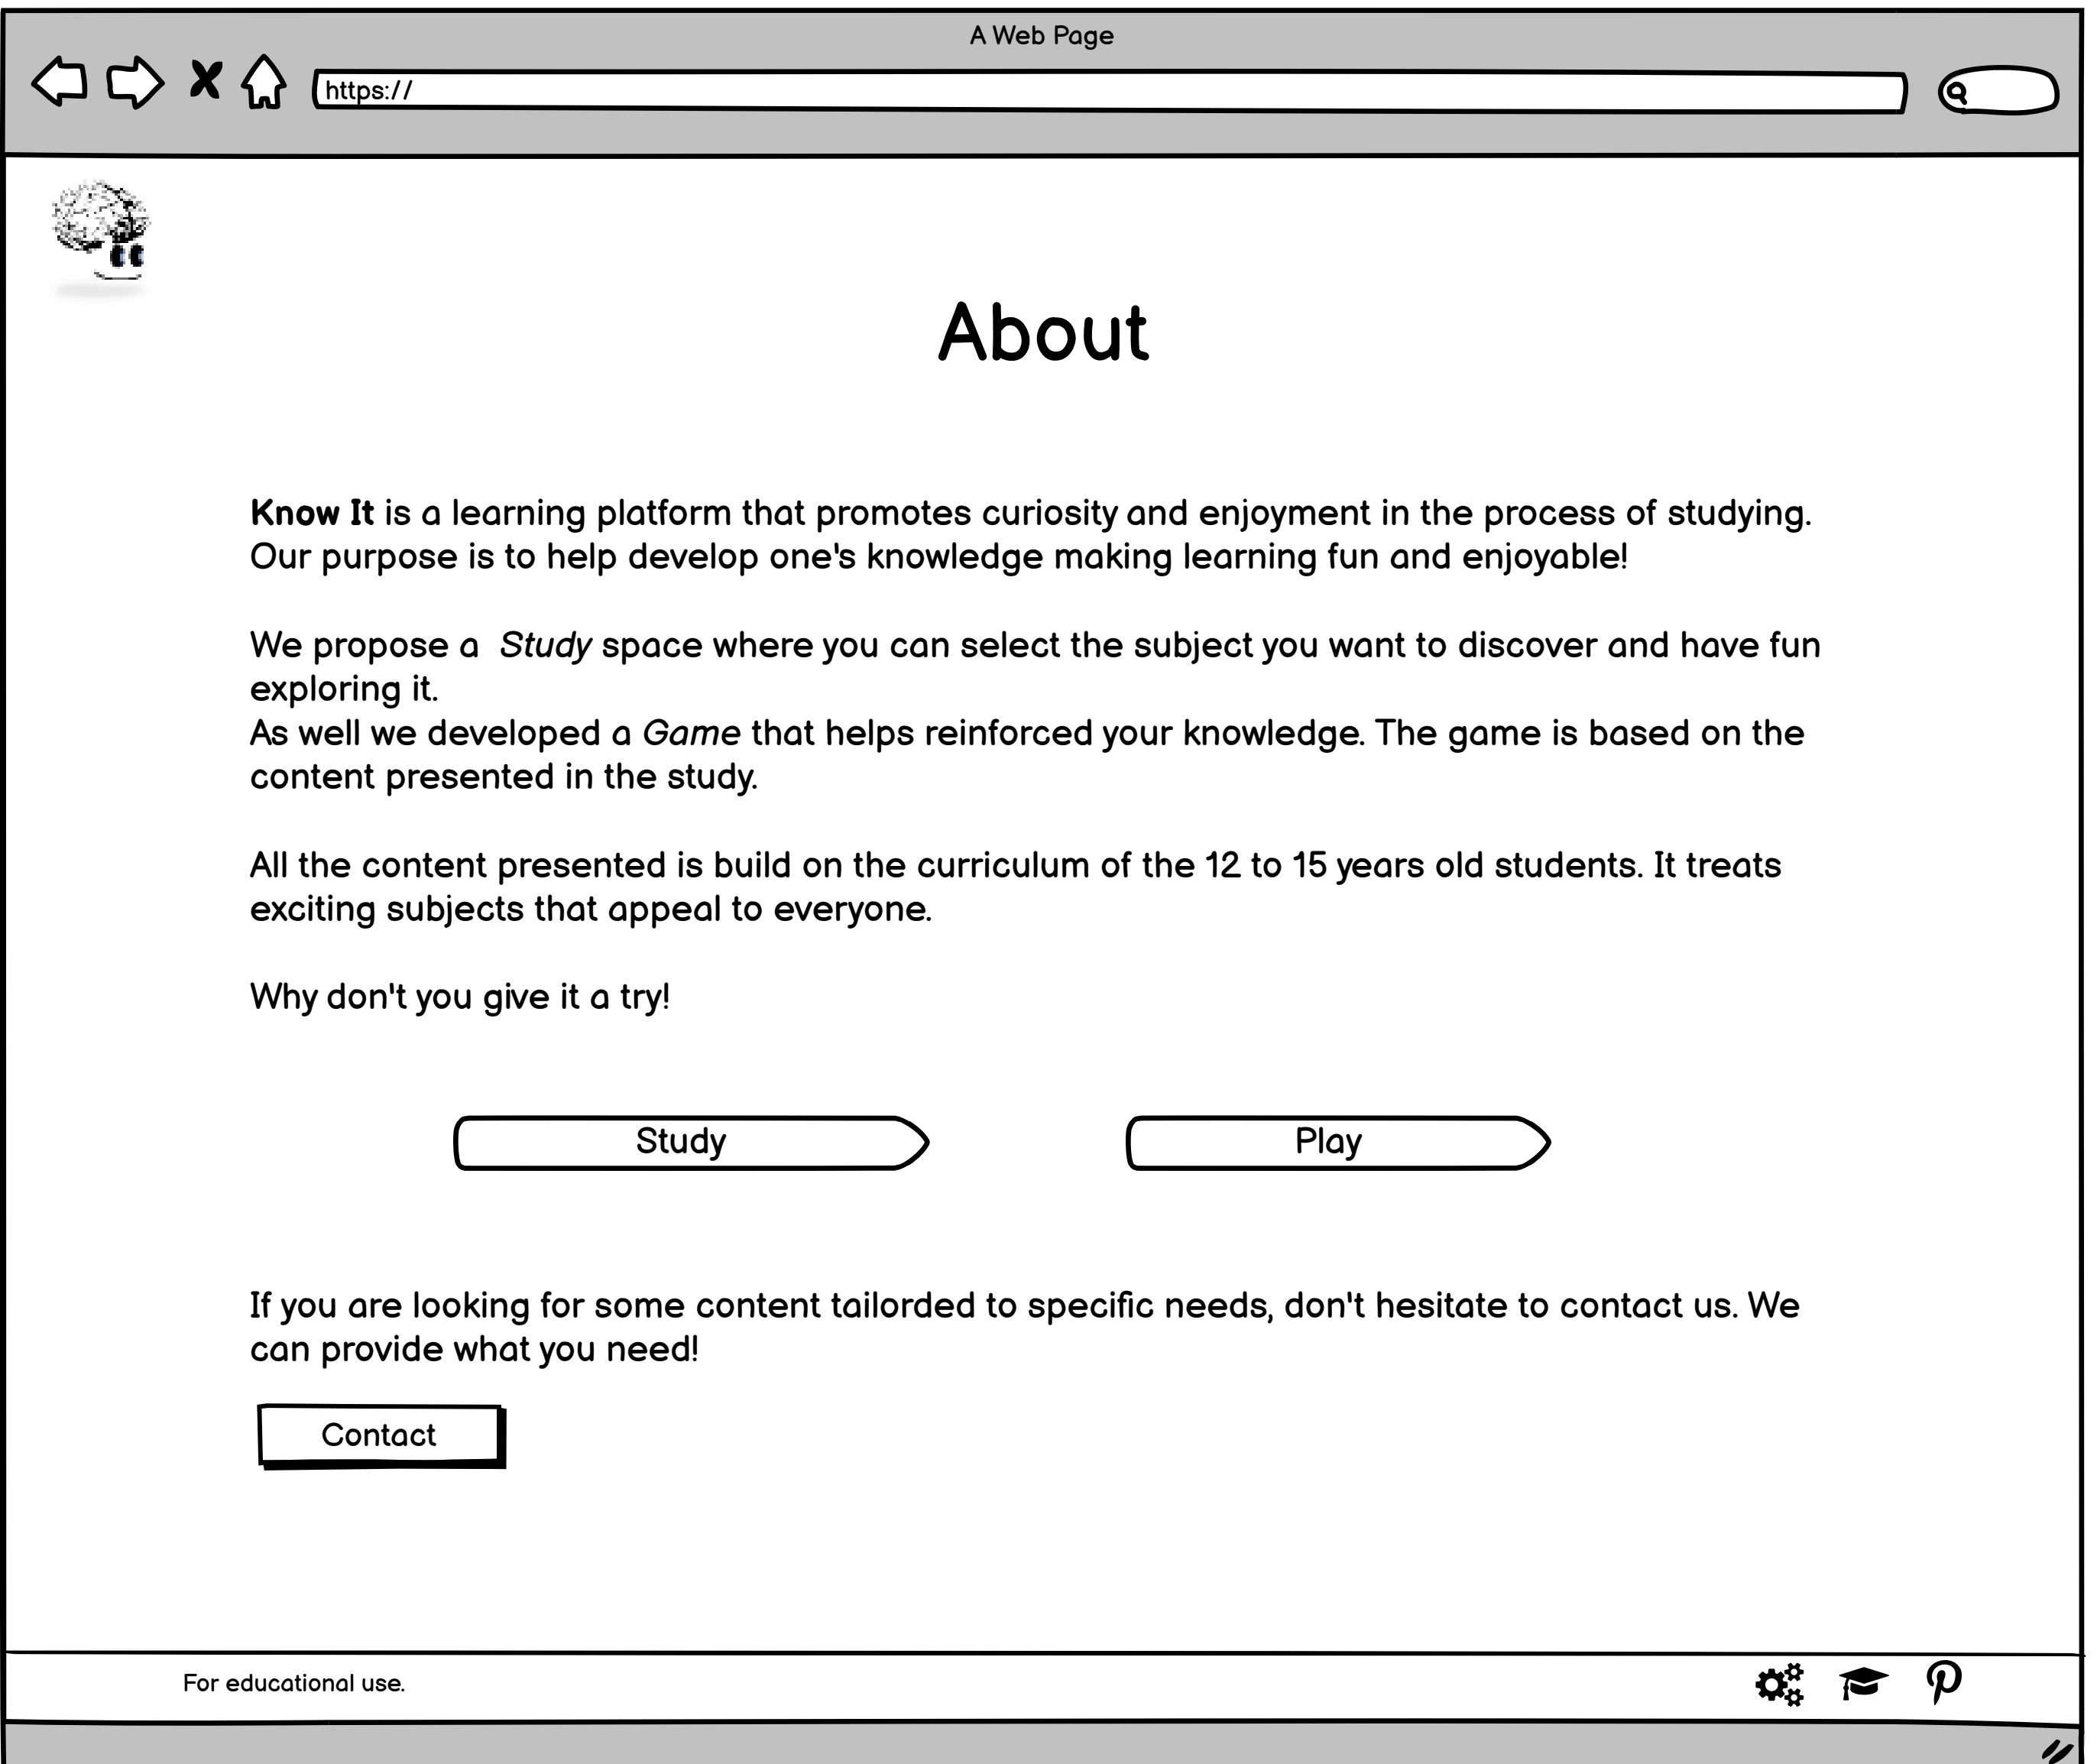 A Web Page
https://
About
Know It is a learning platform that promotes curiosity and enjoyment in the process of studying.
Our purpose is to help develop one's knowledge making learning fun and enjoyable!
We propose a  Study space where you can select the subject you want to discover and have fun
exploring it.
As well we developed a Game that helps reinforced your knowledge. The game is based on the
content presented in the study.
All the content presented is build on the curriculum of the 12 to 15 years old students. It treats
exciting subjects that appeal to everyone.
Why don't you give it a try!
Study
Play
If you are looking for some content tailorded to specific needs, don't hesitate to contact us. We
can provide what you need!
Contact
For educational use.